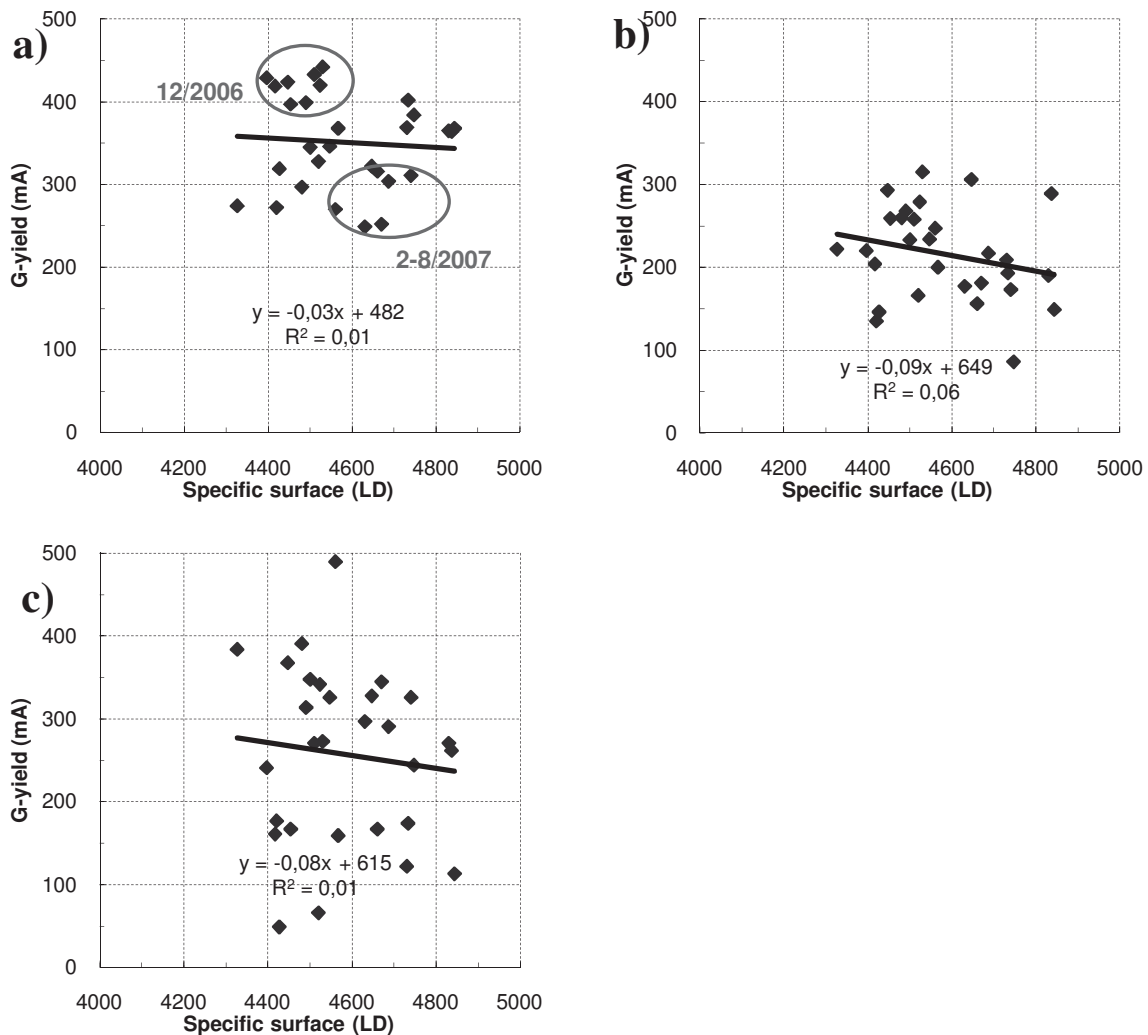 a)
500
400
300
200
100
0
G-yield (mA)
12/2006
2-8/2007
y = -0,03x + 482
R² = 0,01
4000 4200 4400 4600 4800 5000
Specific surface (LD)
b)
500
400
300
200
100
0
G-yield (mA)
y = -0,09x + 649
R² = 0,06
4000 4200 4400 4600 4800 5000
Specific surface (LD)
c)
500
400
300
200
100
0
G-yield (mA)
y = -0,08x + 615
R² = 0,01
4000 4200 4400 4600 4800 5000
Specific surface (LD)